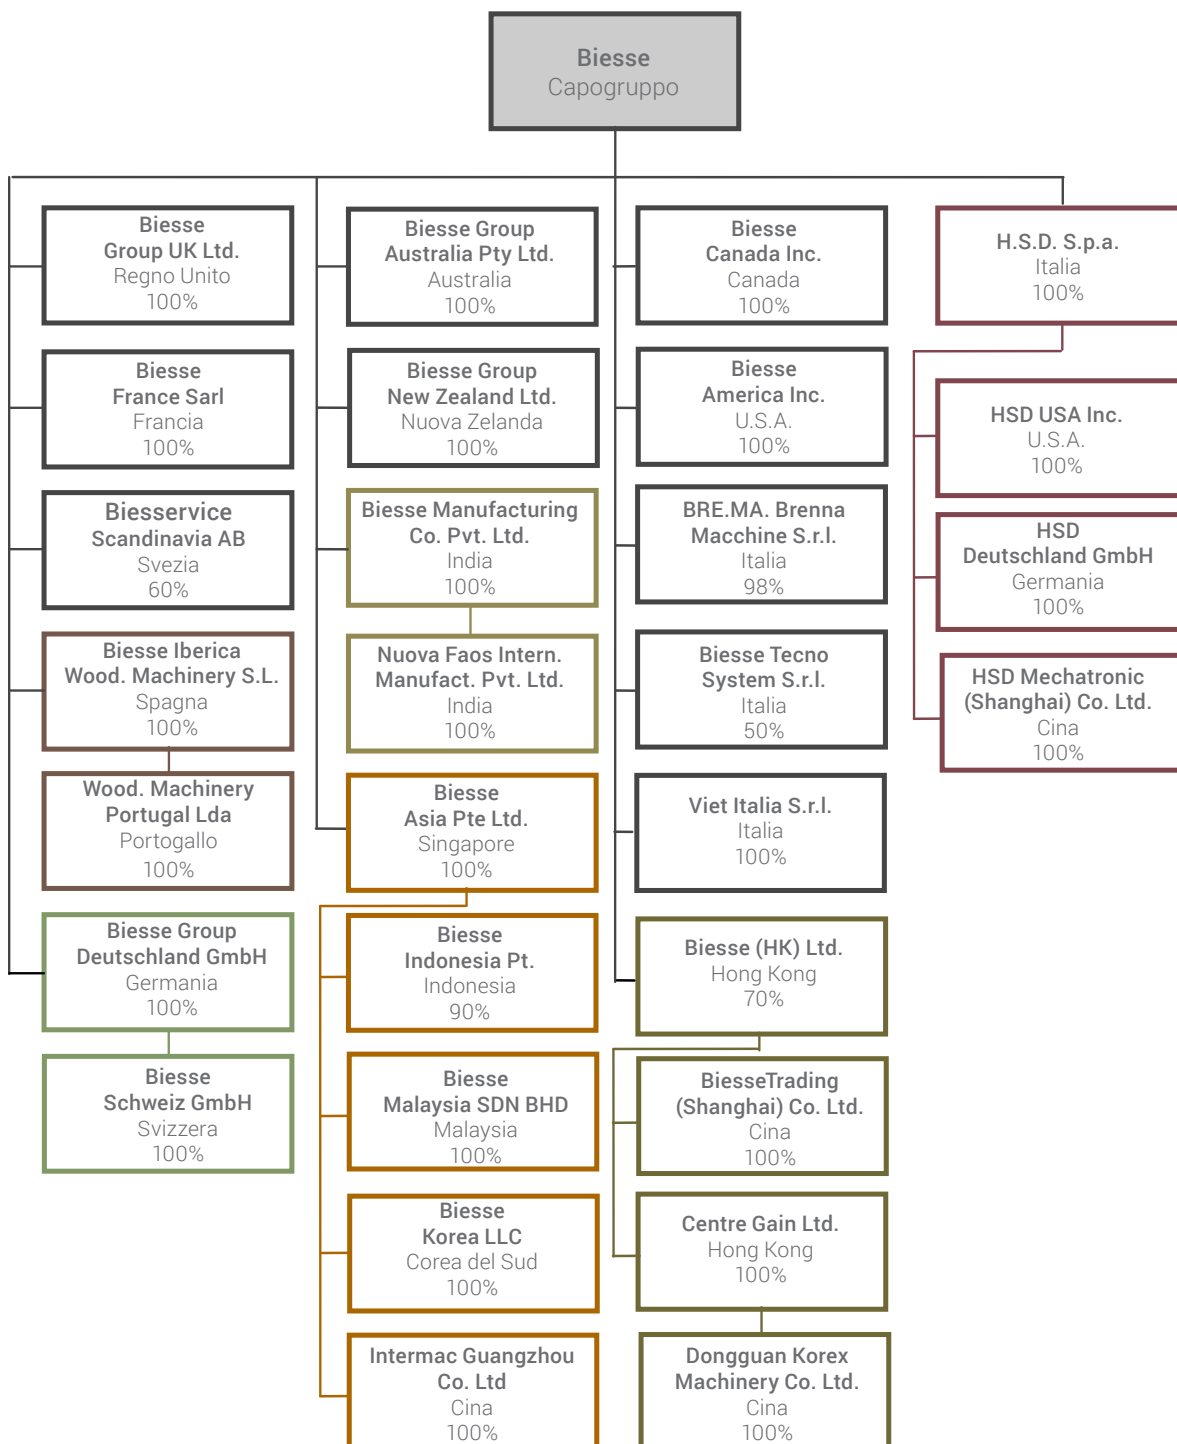 Biesse
Capogruppo
Biesse
Group UK Ltd.
Regno Unito
100%
Biesse
France Sarl
Francia
100%
Biesservice
Scandinavia AB
Svezia
60%
Biesse Iberica
Wood. Machinery S.L.
Spagna
100%
Wood. Machinery
Portugal Lda
Portogallo
100%
Biesse Group
Deutschland GmbH
Germania
100%
Biesse
Schweiz GmbH
Svizzera
100%
Biesse Group
Australia Pty Ltd.
Australia
100%
Biesse Group
New Zealand Ltd.
Nuova Zelanda
100%
Biesse Manufacturing
Co. Pvt. Ltd.
India
100%
Nuova Faos Intern.
Manufact. Pvt. Ltd.
India
100%
Biesse
Asia Pte Ltd.
Singapore
100%
Biesse
Indonesia Pt.
Indonesia
90%
Biesse
Malaysia SDN BHD
Malaysia
100%
Biesse
Korea LLC
Corea del Sud
100%
Intermac Guangzhou
Co. Ltd
Cina
100%
Biesse
Canada Inc.
Canada
100%
Biesse
America Inc.
U.S.A.
100%
BRE.MA. Brenna
Macchine S.r.l.
Italia
98%
Biesse Tecno
System S.r.l.
Italia
50%
Viet Italia S.r.l.
Italia
100%
Biesse (HK) Ltd.
Hong Kong
70%
BiesseTrading
(Shanghai) Co. Ltd.
Cina
100%
Centre Gain Ltd.
Hong Kong
100%
Dongguan Korex
Machinery Co. Ltd.
Cina
100%
H.S.D. S.p.a.
Italia
100%
HSD USA Inc.
U.S.A.
100%
HSD
Deutschland GmbH
Germania
100%
HSD Mechatronic
(Shanghai) Co. Ltd.
Cina
100%